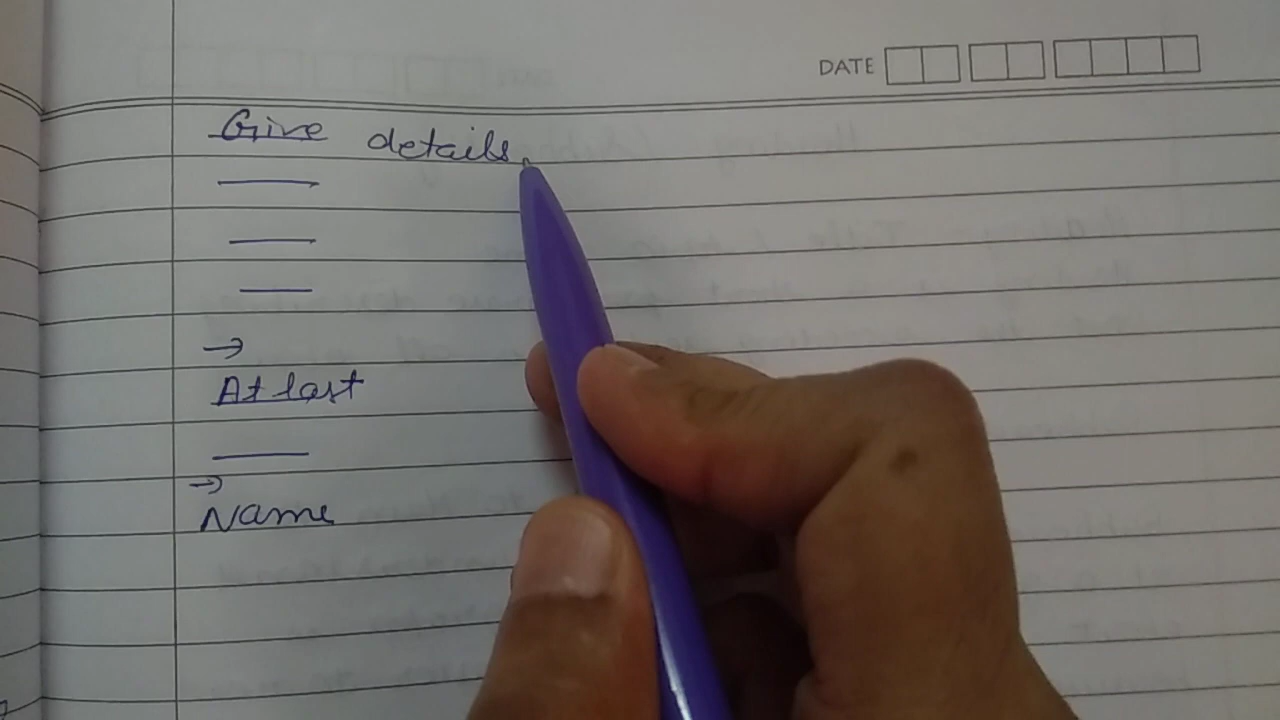 DATE
Give details
→
At last
→
Name